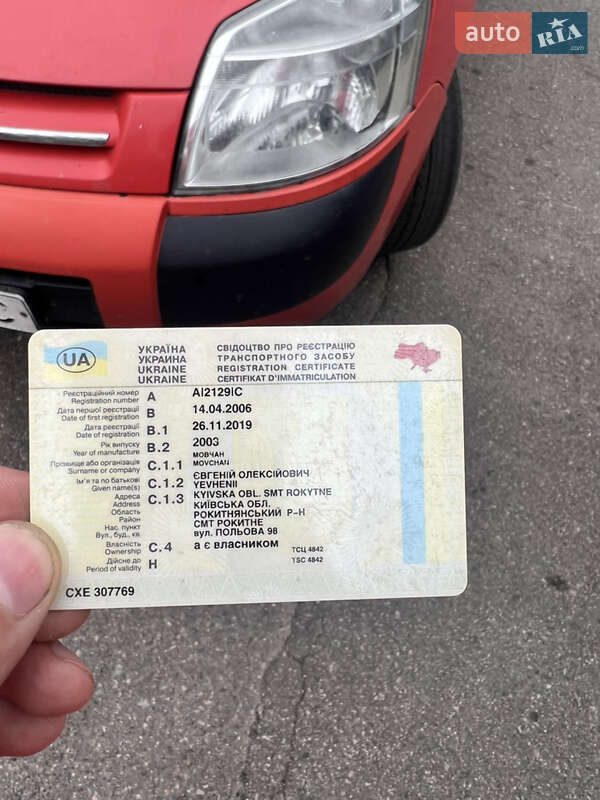 auto RIA .com
UA
УКРАЇНА
УКРАИНА
UKRAINE
UKRAINE
СВІДОЦТВО ПРО РЕЄСТРАЦІЮ
ТРАНСПОРТНОГО ЗАСОБУ
REGISTRATION CERTIFICATE
CERTIFIKAT D'IMMATRICULATION
Реєстраційний номер
Registration number
A
AI2129IC
Дата першої реєстрації
Date of first registration
B
14.04.2006
Дата реєстрації
Date of registration
B.1
26.11.2019
Рік випуску
Year of manufacture
B.2
2003
Прізвище або організація
Surname or company
C.1.1
МОВЧАН
MOVCHAN
Ім'я та по батькові
Given name(s)
C.1.2
ЄВГЕНІЙ ОЛЕКСІЙОВИЧ
YEVHENII
Адреса
Address
Область
Район
Нас. пункт
Вул., буд., кв.
C.1.3
KYIVSKA OBL. SMT ROKYTNE
КИЇВСЬКА ОБЛ.
РОКИТНЯНСЬКИЙ Р-Н
СМТ РОКИТНЕ
вул. ПОЛЬОВА 98
Власність
Ownership
C.4
а є власником
ТСЦ 4842
Дійсне до
Period of validity
H
TSC 4842
СХЕ 307769